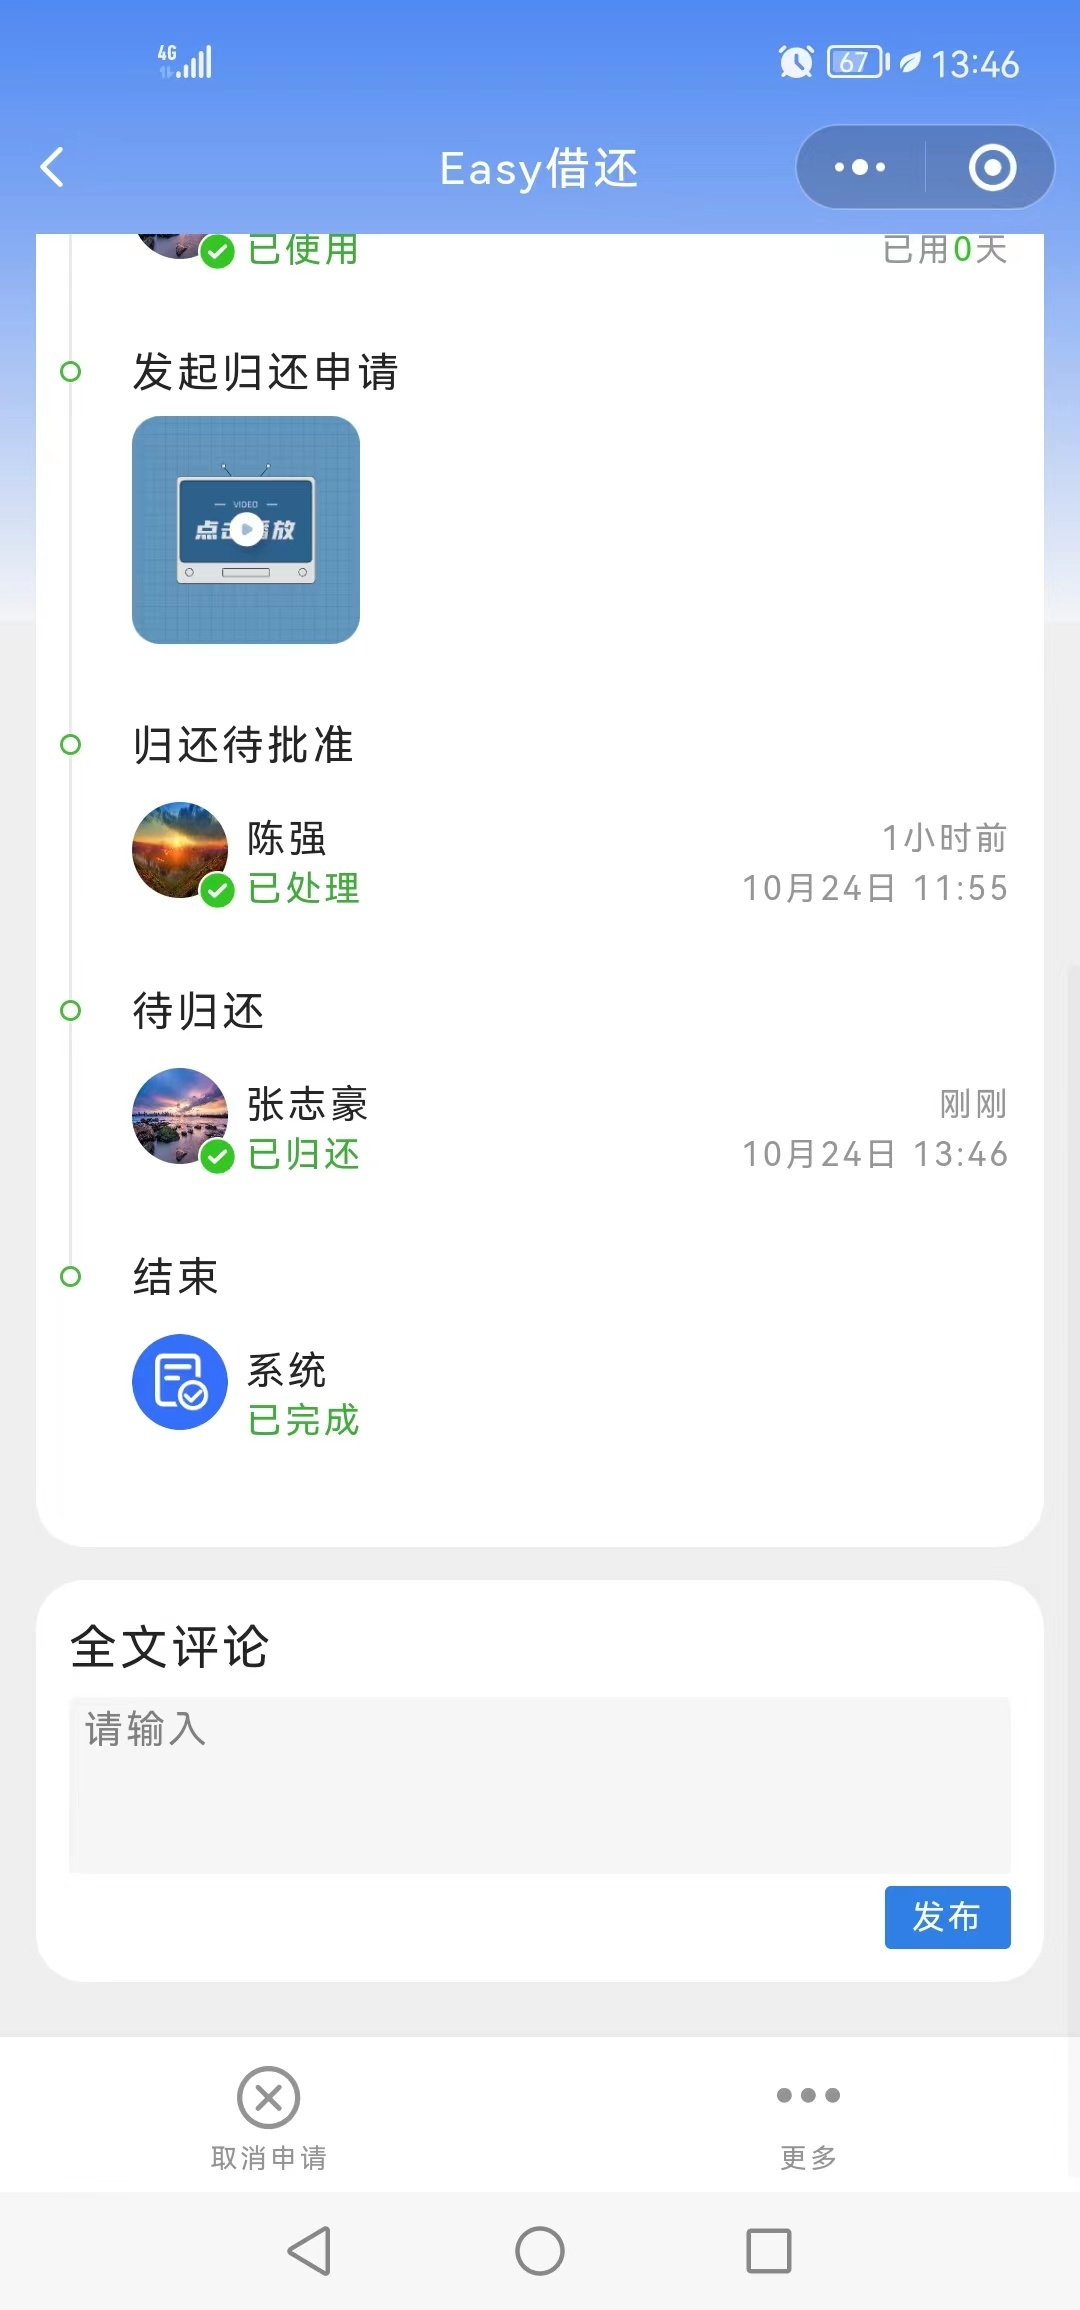 4G
67
13:46
Easy借还
已使用
已用0天
发起归还申请
VIDEO
点击播放
归还待批准
陈强
1小时前
已处理
10月24日 11:55
待归还
张志豪
刚刚
已归还
10月24日 13:46
结束
系统
已完成
全文评论
请输入
发布
取消申请
更多